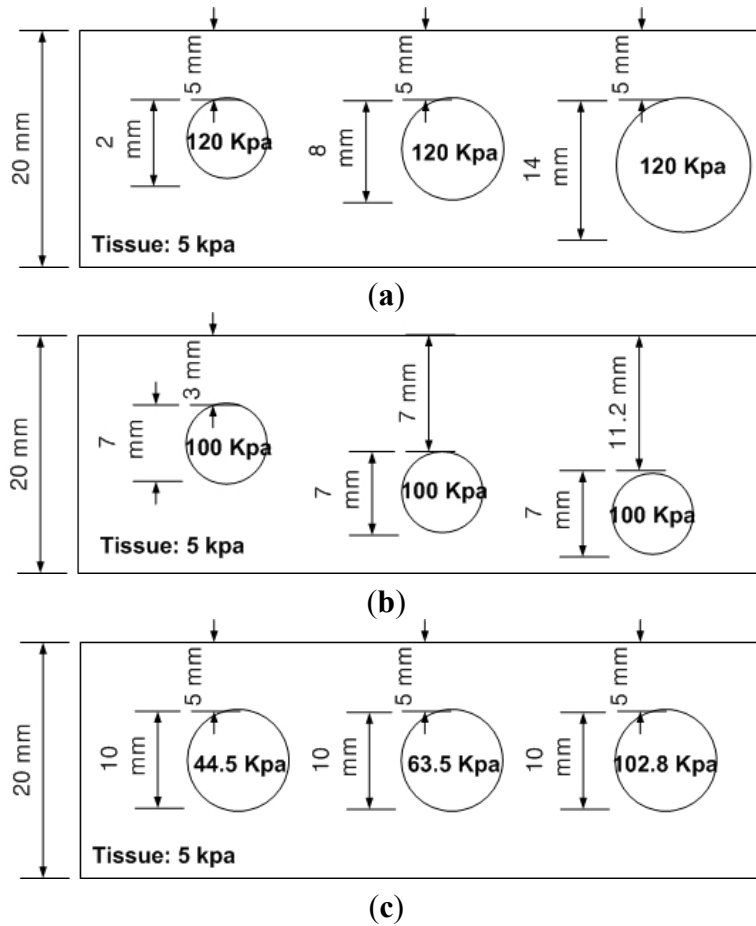 5 mm
5 mm
5 mm
20 mm
2 mm
120 Kpa
8 mm
120 Kpa
14 mm
120 Kpa
Tissue: 5 kpa
(a)
3 mm
7 mm
11.2 mm
20 mm
7 mm
100 Kpa
7 mm
100 Kpa
7 mm
100 Kpa
Tissue: 5 kpa
(b)
5 mm
5 mm
5 mm
20 mm
10 mm
44.5 Kpa
10 mm
63.5 Kpa
10 mm
102.8 Kpa
Tissue: 5 kpa
(c)